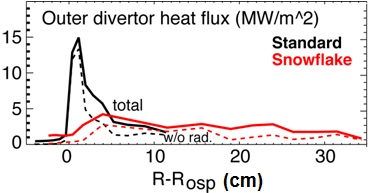 Outer divertor heat flux (MW/m^2)
15
Standard
Snowflake
10
total
5
w/o rad.
0
0 10 20 30
R-Rosp (cm)